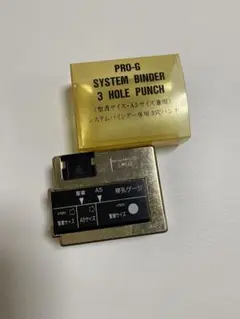 PRO-G
SYSTEM BINDER
3 HOLE PUNCH
(聖書サイズ・A5サイズ兼用)
システムバインダー専用3穴パンチ
聖書 A5 穿孔ゲージ
聖書サイズ A5サイズ 聖書サイズ